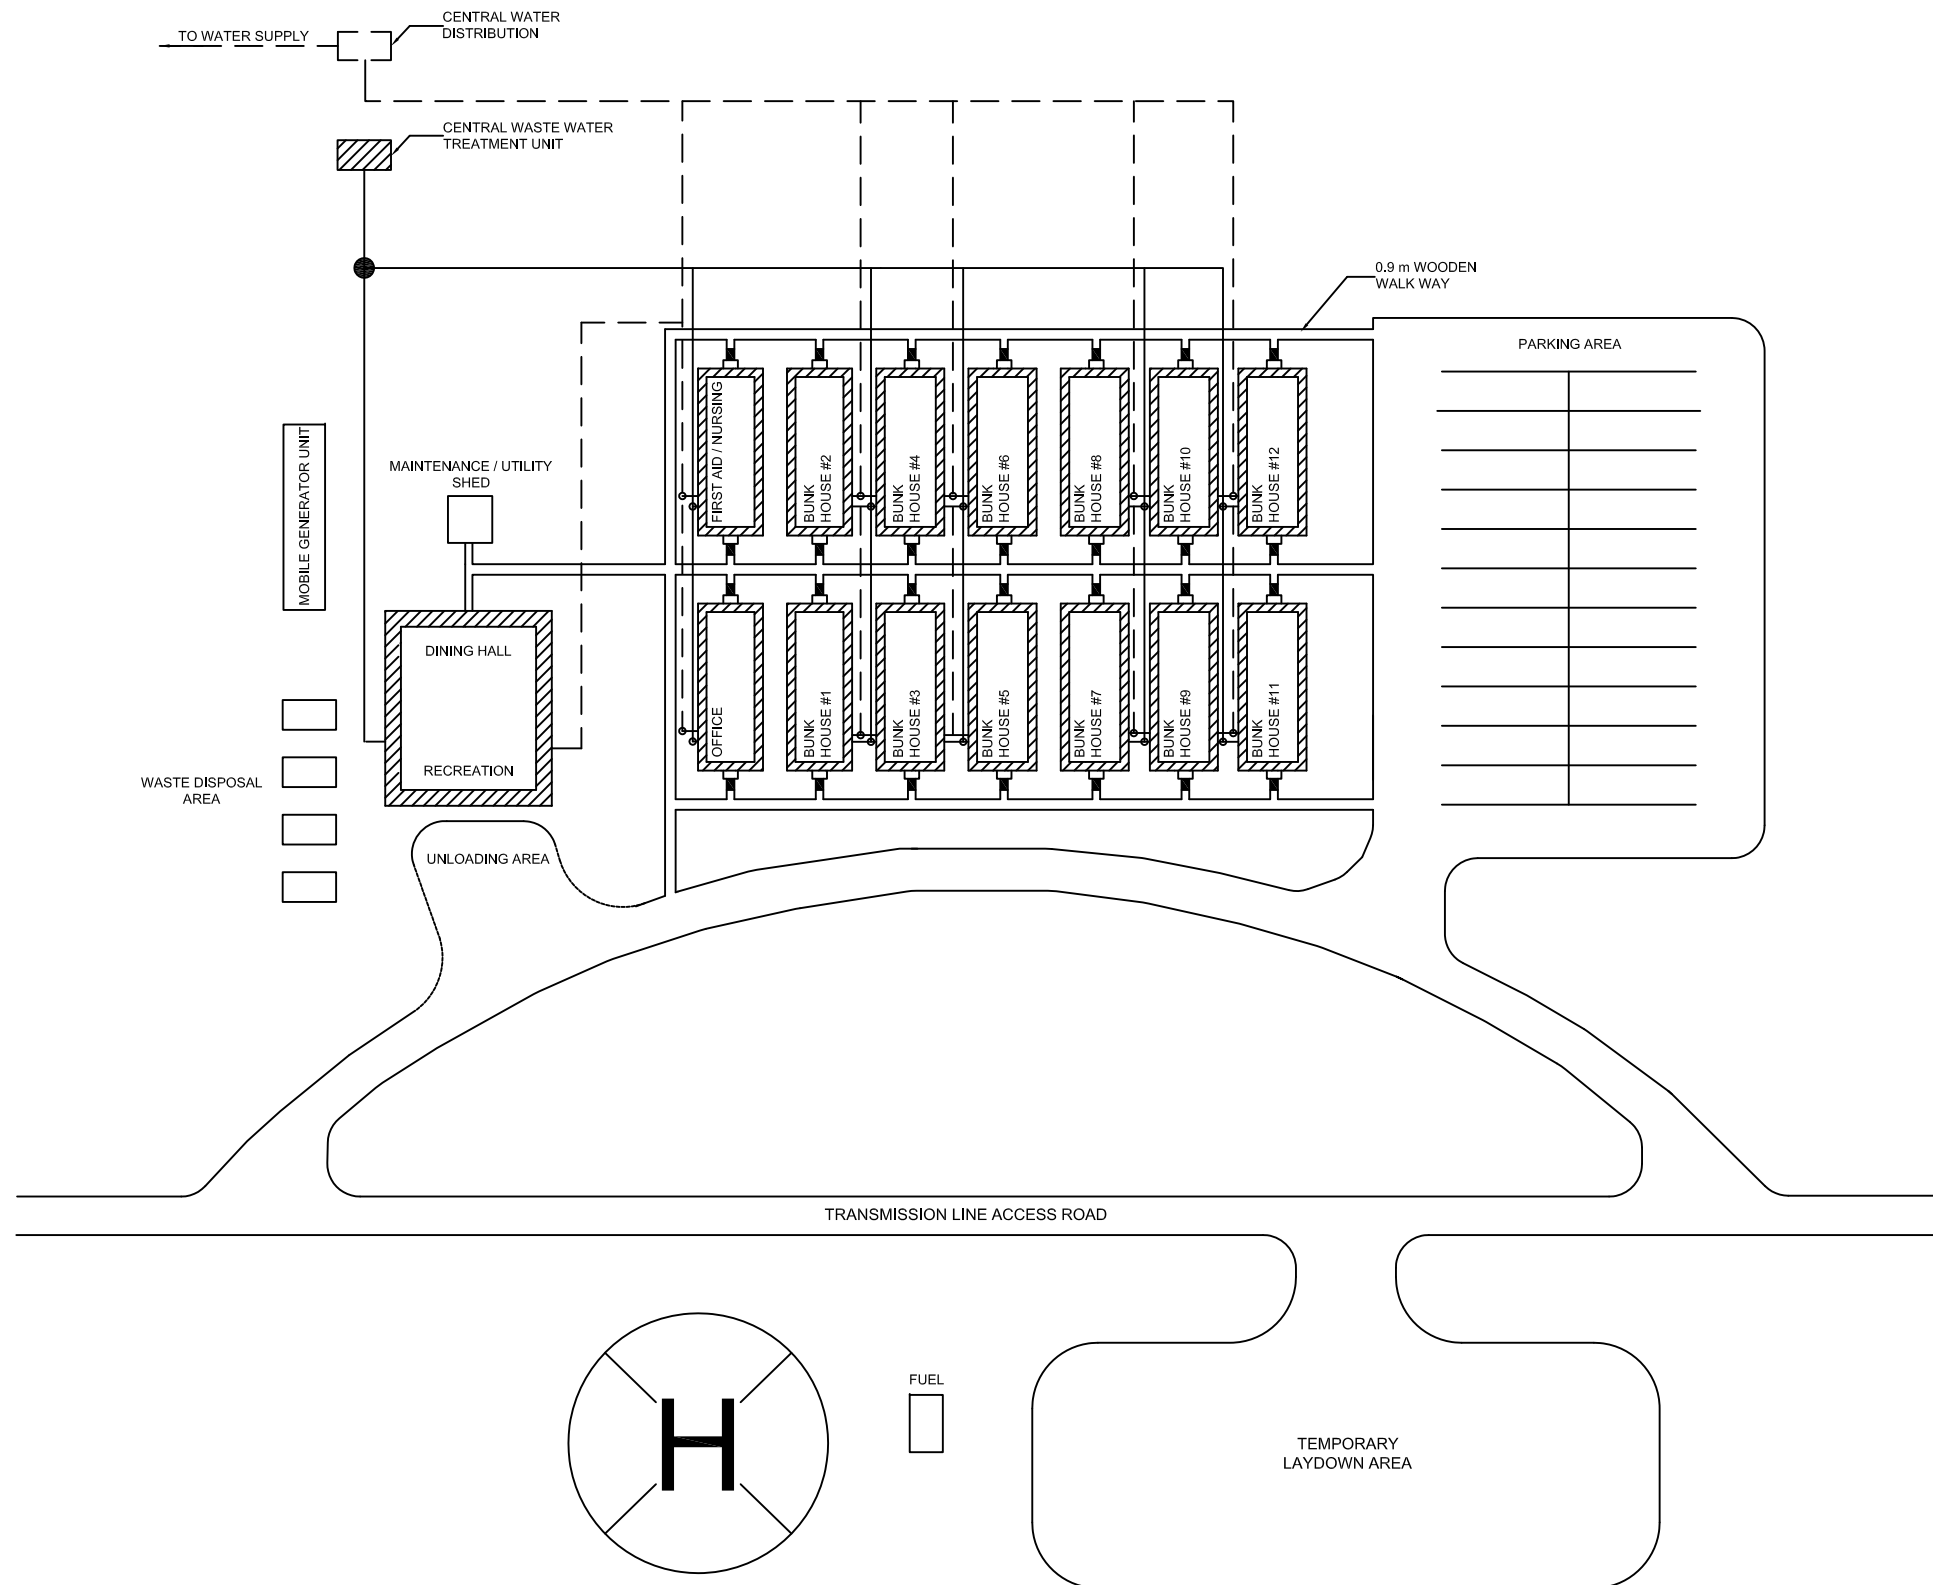 TO WATER SUPPLY
CENTRAL WATER
DISTRIBUTION
CENTRAL WASTE WATER
TREATMENT UNIT
0.9 m WOODEN
WALK WAY
PARKING AREA
MOBILE GENERATOR UNIT
MAINTENANCE / UTILITY
SHED
FIRST AID / NURSING
BUNK
HOUSE #2
BUNK
HOUSE #4
BUNK
HOUSE #6
BUNK
HOUSE #8
BUNK
HOUSE #10
BUNK
HOUSE #12
DINING HALL
RECREATION
OFFICE
BUNK
HOUSE #1
BUNK
HOUSE #3
BUNK
HOUSE #5
BUNK
HOUSE #7
BUNK
HOUSE #9
BUNK
HOUSE #11
WASTE DISPOSAL
AREA
UNLOADING AREA
TRANSMISSION LINE ACCESS ROAD
H
FUEL
TEMPORARY
LAYDOWN AREA